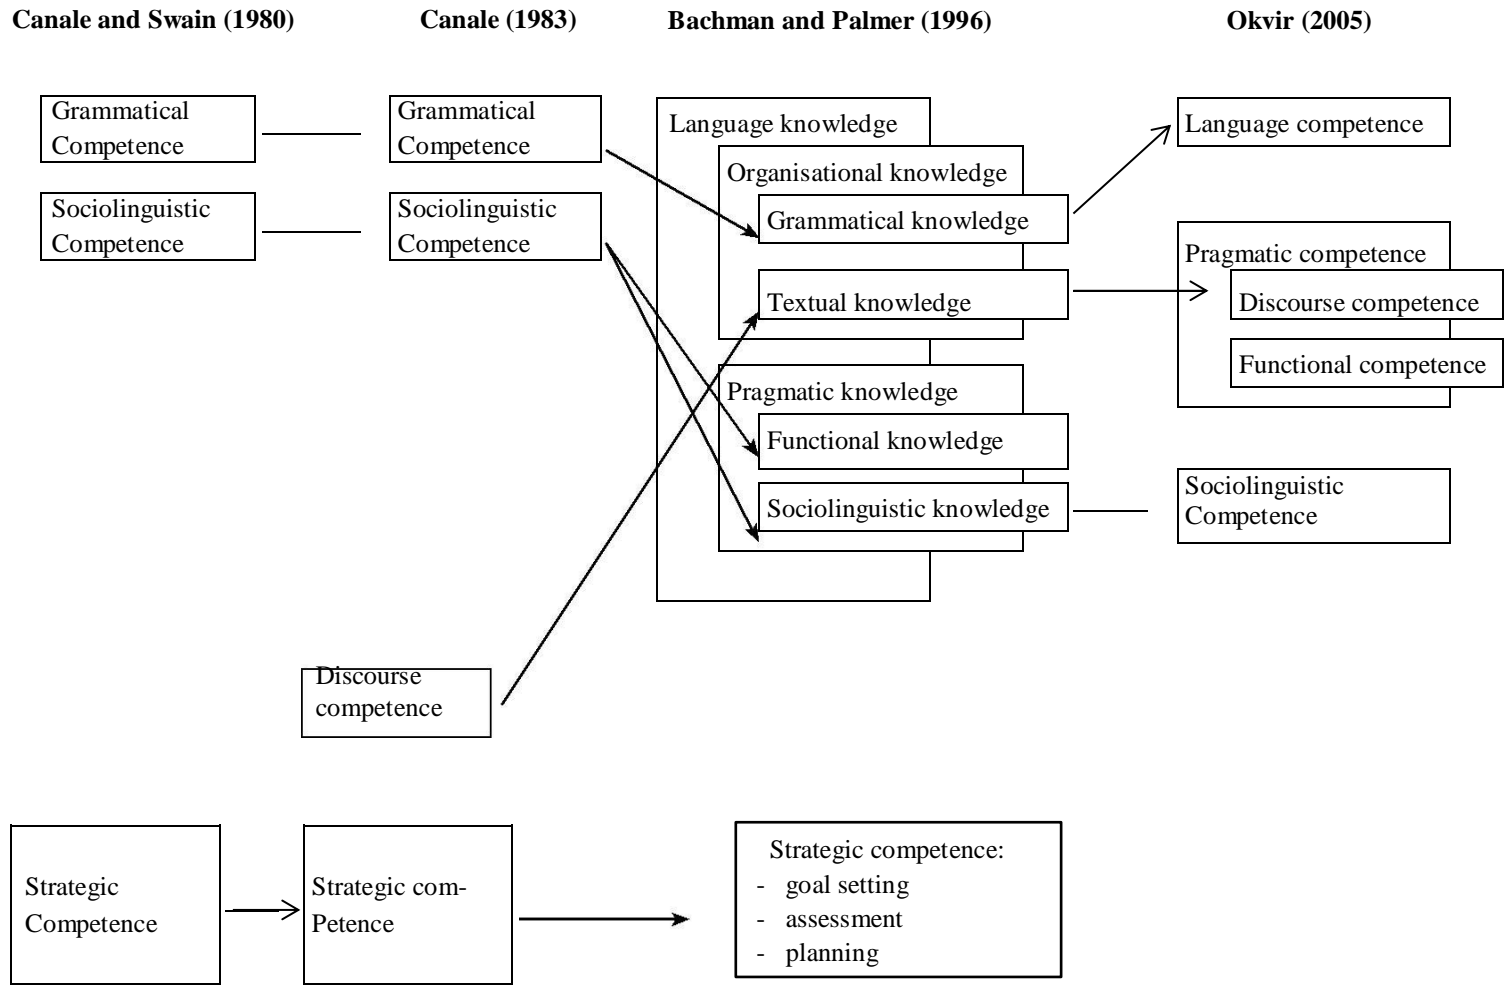 Canale and Swain (1980)
Canale (1983)
Bachman and Palmer (1996)
Okvir (2005)
Grammatical
Competence
Sociolinguistic
Competence
Grammatical
Competence
Sociolinguistic
Competence
Discourse
competence
Language knowledge
Organisational knowledge
Grammatical knowledge
Textual knowledge
Pragmatic knowledge
Functional knowledge
Sociolinguistic knowledge
Language competence
Pragmatic competence
Discourse competence
Functional competence
Sociolinguistic
Competence
Strategic
Competence
Strategic com-
Petence
Strategic competence:
- goal setting
- assessment
- planning